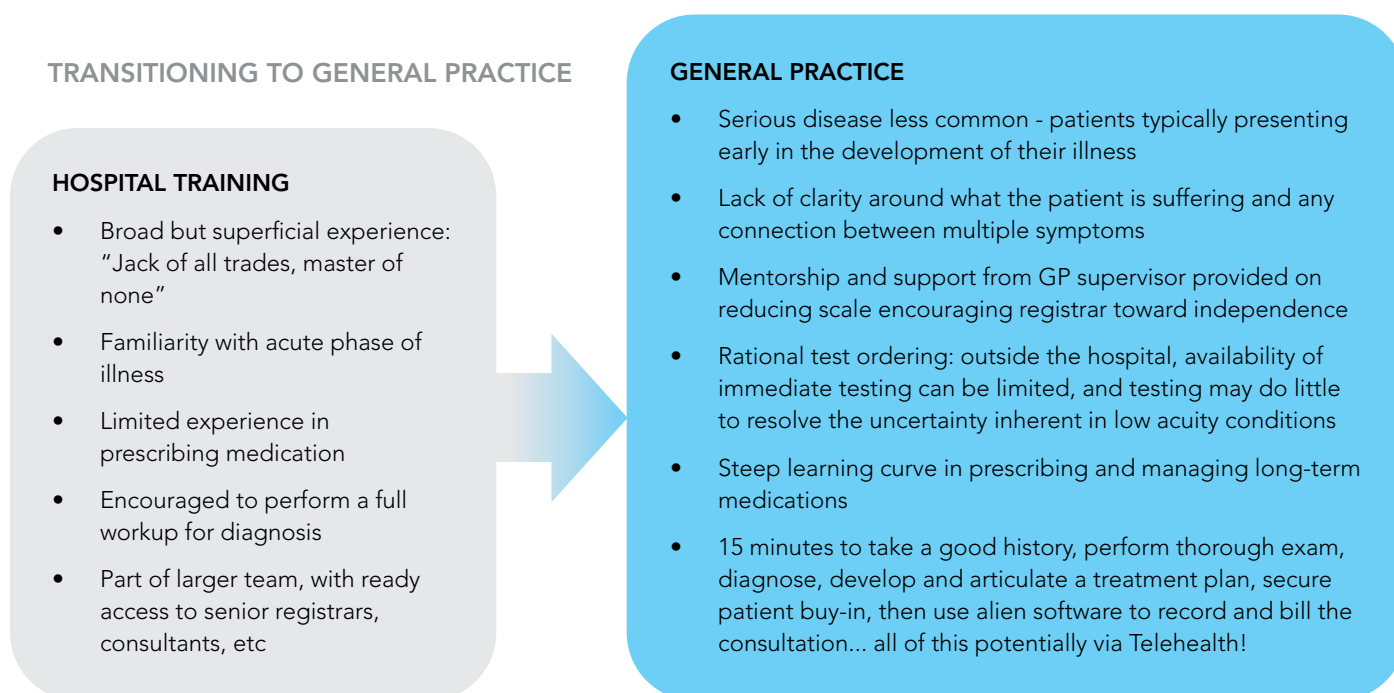 TRANSITIONING TO GENERAL PRACTICE
HOSPITAL TRAINING
• Broad but superficial experience:
“Jack of all trades, master of
none”
• Familiarity with acute phase of
illness
• Limited experience in
prescribing medication
• Encouraged to perform a full
workup for diagnosis
• Part of larger team, with ready
access to senior registrars,
consultants, etc
GENERAL PRACTICE
• Serious disease less common - patients typically presenting
early in the development of their illness
• Lack of clarity around what the patient is suffering and any
connection between multiple symptoms
• Mentorship and support from GP supervisor provided on
reducing scale encouraging registrar toward independence
• Rational test ordering: outside the hospital, availability of
immediate testing can be limited, and testing may do little
to resolve the uncertainty inherent in low acuity conditions
• Steep learning curve in prescribing and managing long-term
medications
• 15 minutes to take a good history, perform thorough exam,
diagnose, develop and articulate a treatment plan, secure
patient buy-in, then use alien software to record and bill the
consultation... all of this potentially via Telehealth!